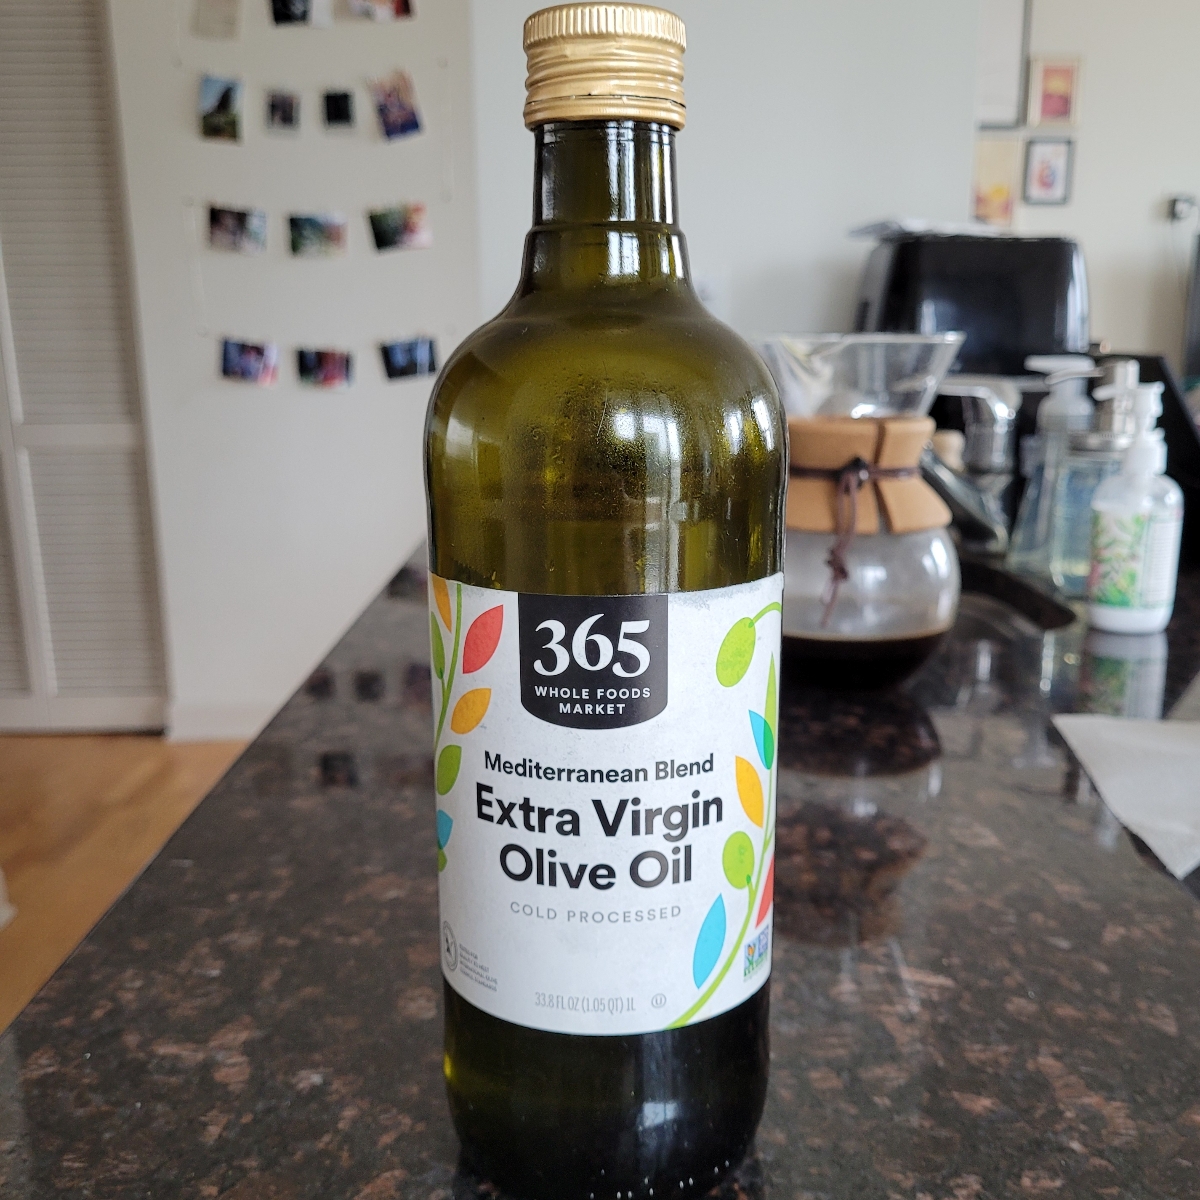 365
WHOLE FOODS
MARKET
Mediterranean Blend
Extra Virgin
Olive Oil
COLD PROCESSED
33.8 FL OZ (1.05 QT) 1L
U